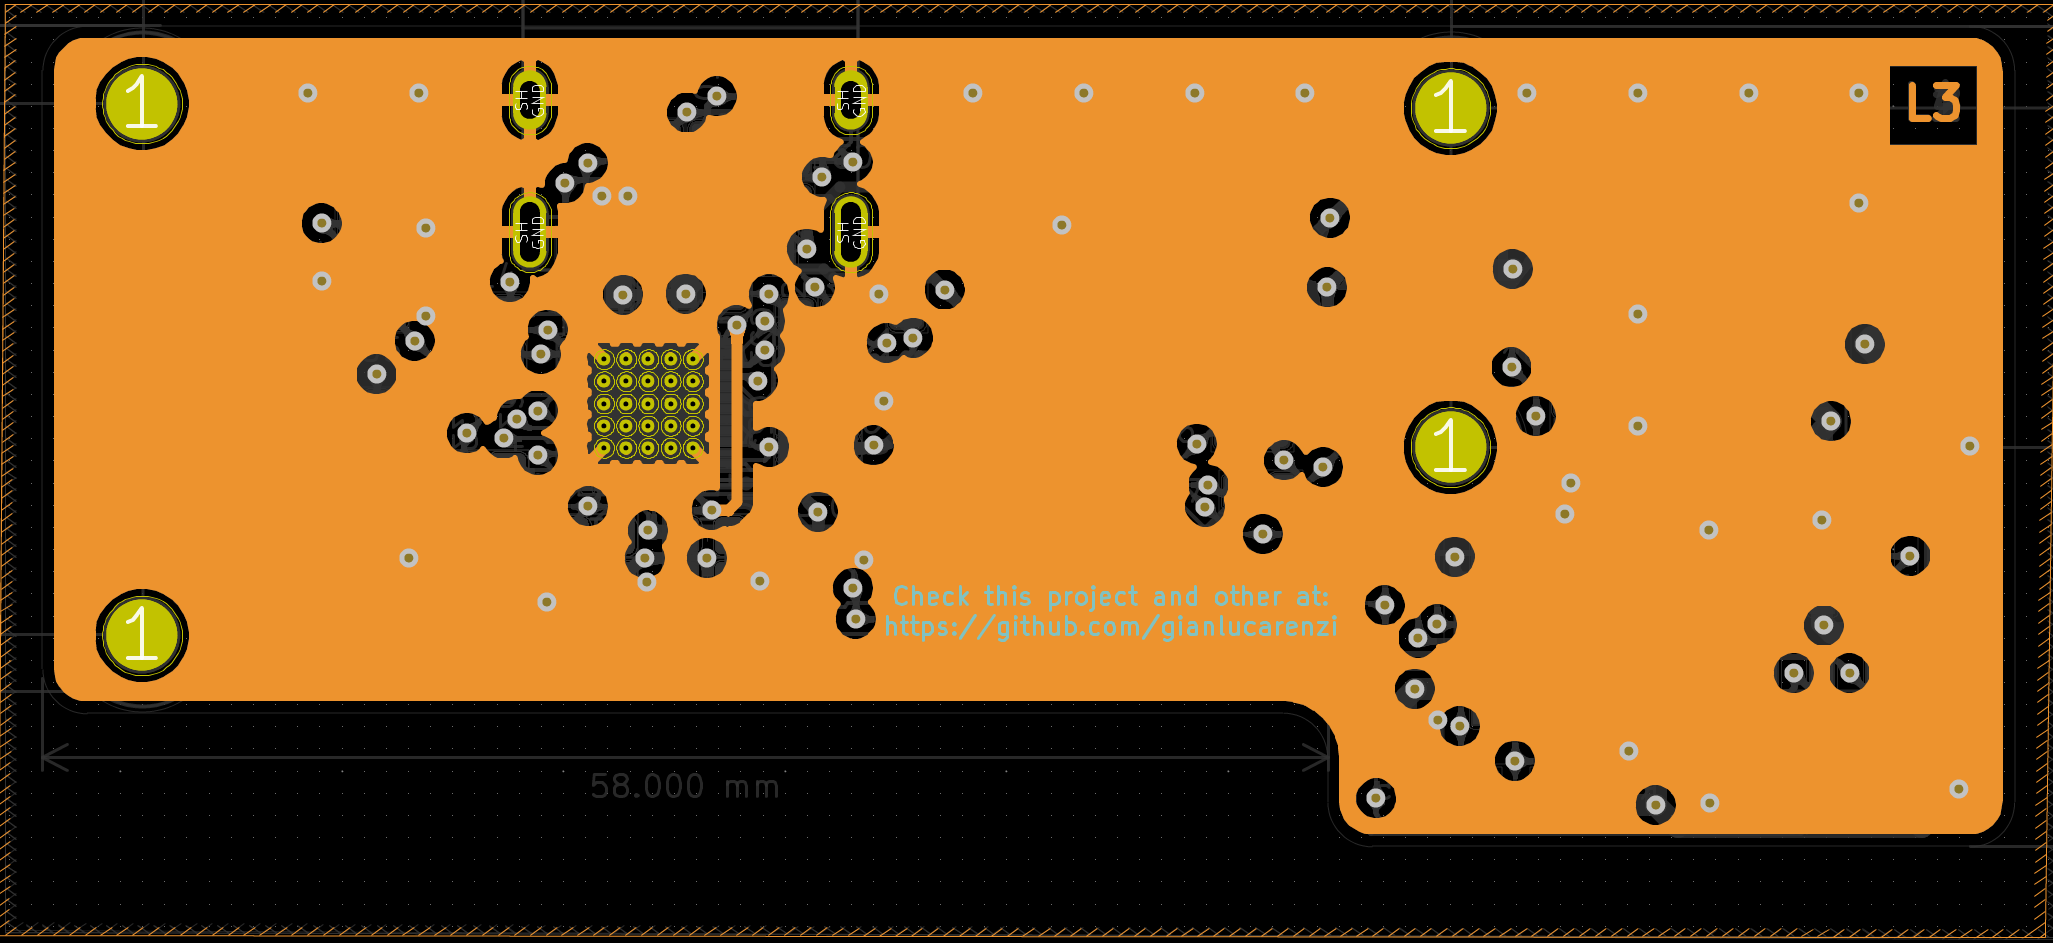 1
SH
GND
SH
GND
1
L3
SH
GND
SH
GND
1
Check this project and other at:
https://github.com/gianlucarenzi
1
58.000 mm